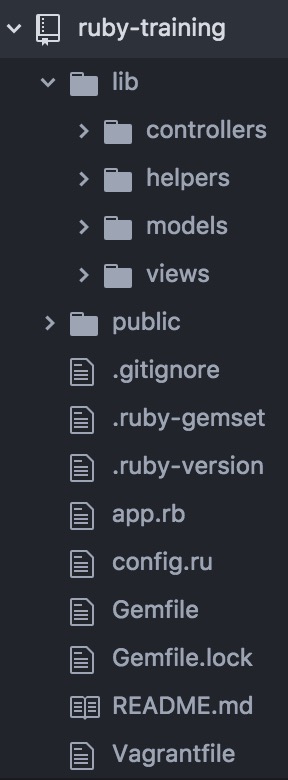 ruby-training
lib
controllers
helpers
models
views
public
.gitignore
.ruby-gemset
.ruby-version
app.rb
config.ru
Gemfile
Gemfile.lock
README.md
Vagrantfile